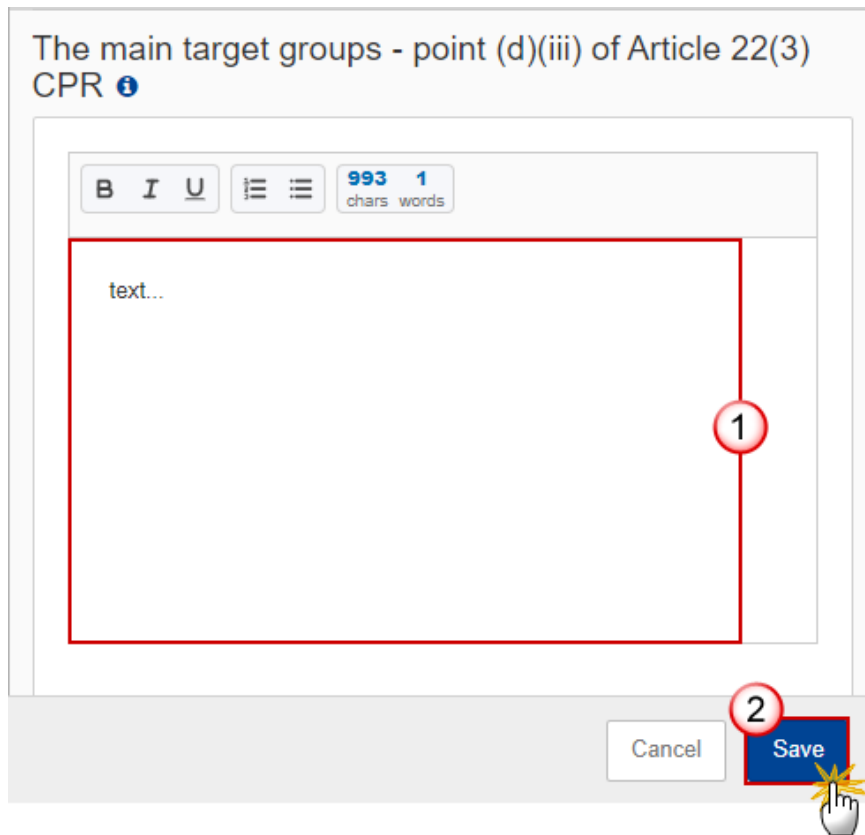 The main target groups - point (d)(iii) of Article 22(3)
CPR i
B I U 993 1
chars words
text...
1
2
Cancel Save